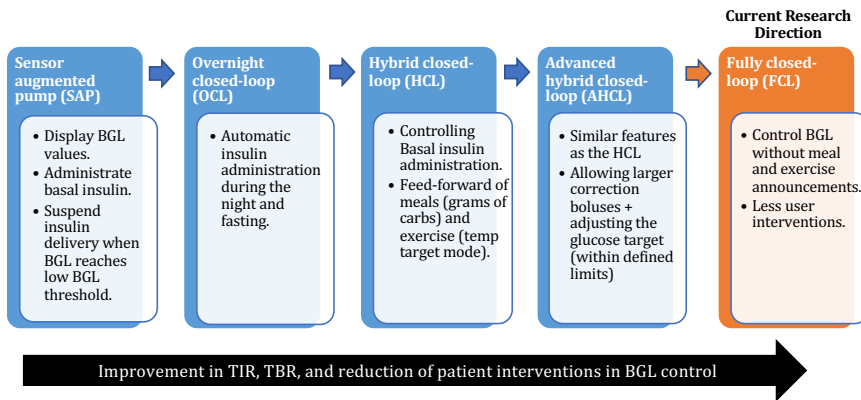 Current Research
Direction
Sensor
augmented
pump (SAP)
• Display BGL
values.
• Administrate
basal insulin.
• Suspend
insulin
delivery when
BGL reaches
low BGL
threshold.
Overnight
closed-loop
(OCL)
• Automatic
insulin
administration
during the
night and
fasting.
Hybrid closed-
loop (HCL)
• Controlling
Basal insulin
administration.
• Feed-forward of
meals (grams of
carbs) and
exercise (temp
target mode).
Advanced
hybrid closed-
loop (AHCL)
• Similar features
as the HCL
• Allowing larger
correction
boluses +
adjusting the
glucose target
(within defined
limits)
Fully closed-
loop (FCL)
• Control BGL
without meal
and exercise
announcements.
• Less user
interventions.
Improvement in TIR, TBR, and reduction of patient interventions in BGL control